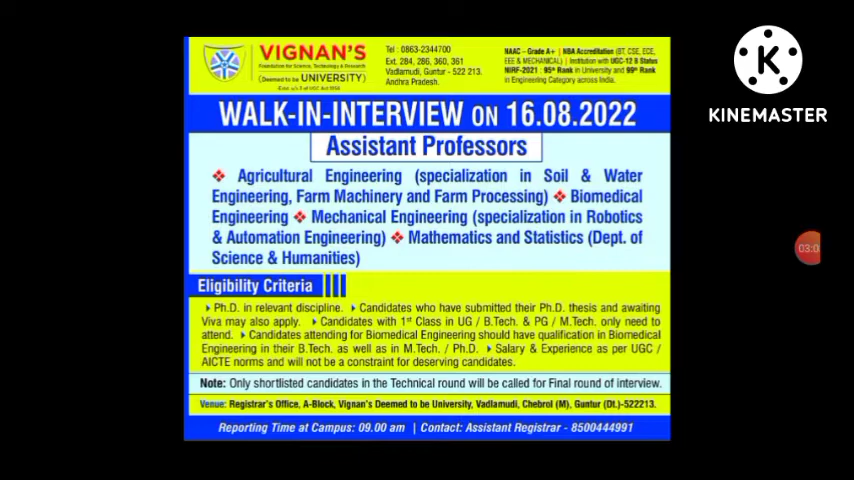 VIGNAN'S
Foundation for Science, Technology & Research
(Deemed to be UNIVERSITY)
-Estd. u/s 3 of UGC Act 1956
Tel : 0863-2344700
Ext. 284, 286, 360, 361
Vadlamudi, Guntur - 522 213.
Andhra Pradesh.
NAAC – Grade A+ | NBA Accreditation (BT, CSE, ECE,
EEE & MECHANICAL) | Institution with UGC-12 B Status
NIRF-2021 : 95th Rank in University and 99th Rank
in Engineering Category across India.
KINEMASTER
WALK-IN-INTERVIEW ON 16.08.2022
Assistant Professors
❖ Agricultural Engineering (specialization in Soil & Water
Engineering, Farm Machinery and Farm Processing) ❖ Biomedical
Engineering ❖ Mechanical Engineering (specialization in Robotics
& Automation Engineering) ❖ Mathematics and Statistics (Dept. of
Science & Humanities)
03:0
Eligibility Criteria
Ph.D. in relevant discipline. Candidates who have submitted their Ph.D. thesis and awaiting
Viva may also apply. Candidates with 1st Class in UG / B.Tech. & PG / M.Tech. only need to
attend. Candidates attending for Biomedical Engineering should have qualification in Biomedical
Engineering in their B.Tech. as well as in M.Tech. / Ph.D. Salary & Experience as per UGC /
AICTE norms and will not be a constraint for deserving candidates.
Note: Only shortlisted candidates in the Technical round will be called for Final round of interview.
Venue: Registrar's Office, A-Block, Vignan's Deemed to be University, Vadlamudi, Chebrol (M), Guntur (Dt.)-522213.
Reporting Time at Campus: 09.00 am | Contact: Assistant Registrar - 8500444991